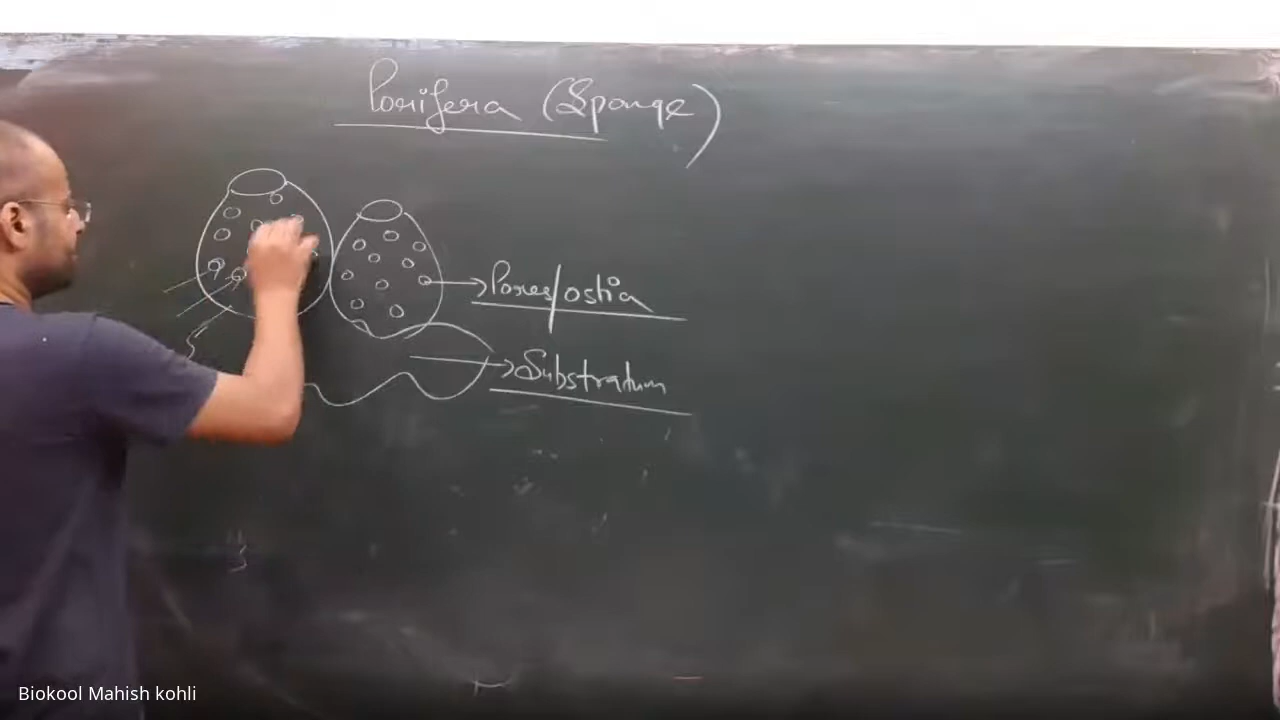 Porifera (Sponge)
Pores/ostia
Substratum
Biokool Mahish kohli